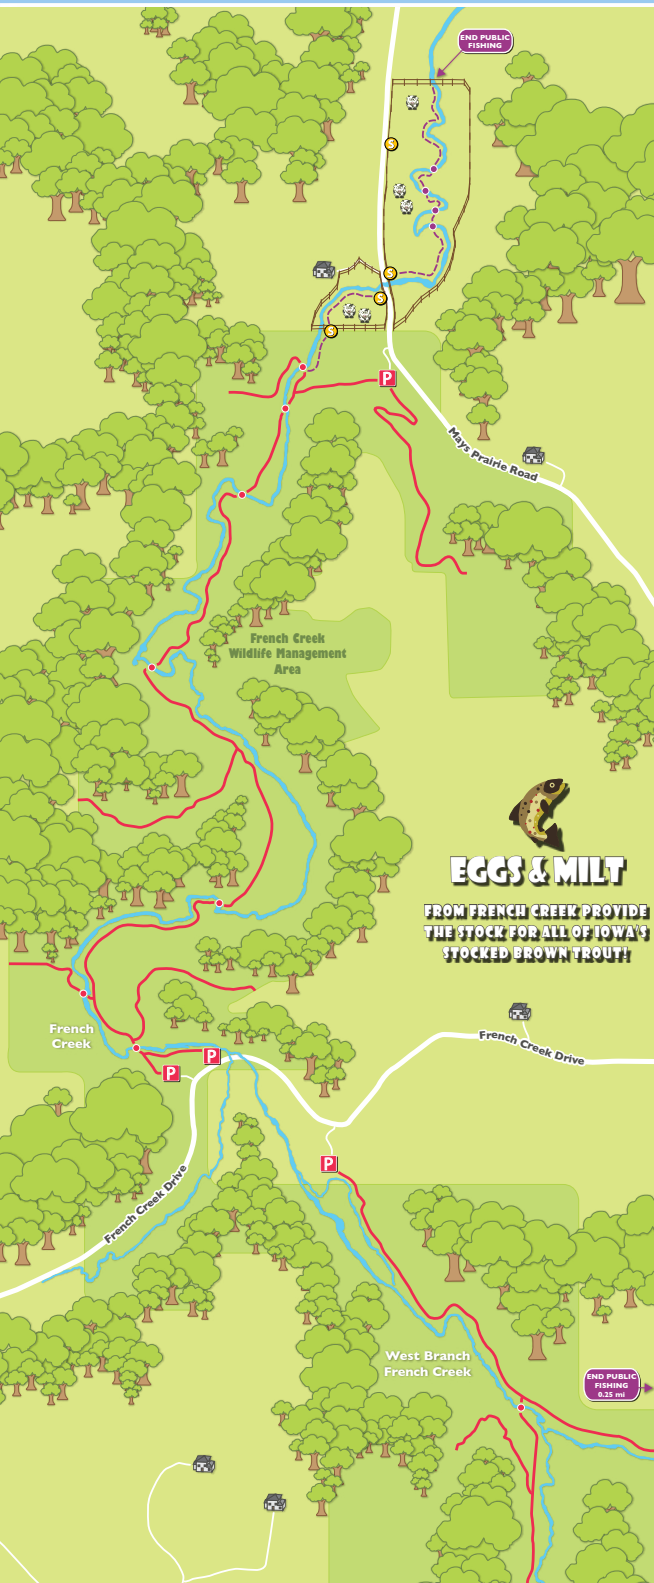 END PUBLIC
FISHING
S
S
S
S
P
Mays Prairie Road
French Creek
Wildlife Management
Area
EGGS & MILT
FROM FRENCH CREEK PROVIDE
THE STOCK FOR ALL OF IOWA'S
STOCKED BROWN TROUT!
French
Creek
French Creek Drive
P
P
P
French Creek Drive
West Branch
French Creek
END PUBLIC
FISHING
0.25 mi